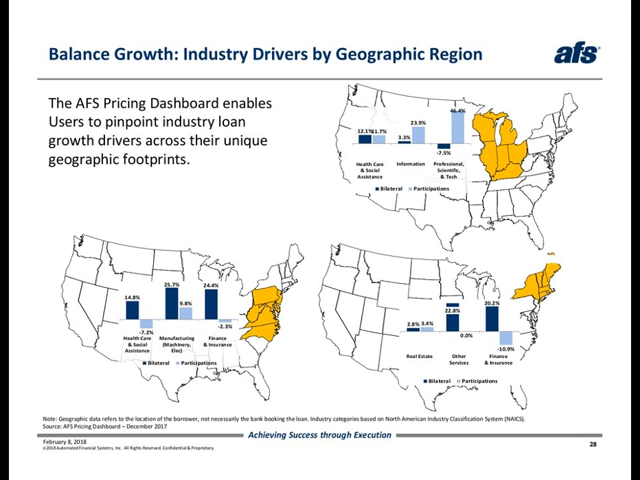 Balance Growth: Industry Drivers by Geographic Region
afs
The AFS Pricing Dashboard enables
Users to pinpoint industry loan
growth drivers across their unique
geographic footprints.
12.1% 11.7%
3.3%
23.9%
-7.5%
46.4%
Health Care
& Social
Assistance
Information
Professional,
Scientific,
& Tech
Bilateral Participations
14.8%
-7.2%
25.7%
9.8%
24.4%
-2.3%
Health Care
& Social
Assistance
Manufacturing
(Machinery,
Elec)
Finance
& Insurance
Bilateral Participations
2.8% 3.4%
22.8%
0.0%
20.2%
-10.9%
Real Estate
Other
Services
Finance
& Insurance
Bilateral Participations
Note: Geographic data refers to the location of the borrower, not necessarily the bank booking the loan. Industry categories based on North American Industry Classification System (NAICS).
Source: AFS Pricing Dashboard – December 2017
Achieving Success through Execution
February 8, 2018
©2018 Automated Financial Systems, Inc. All Rights Reserved. Confidential & Proprietary.
28